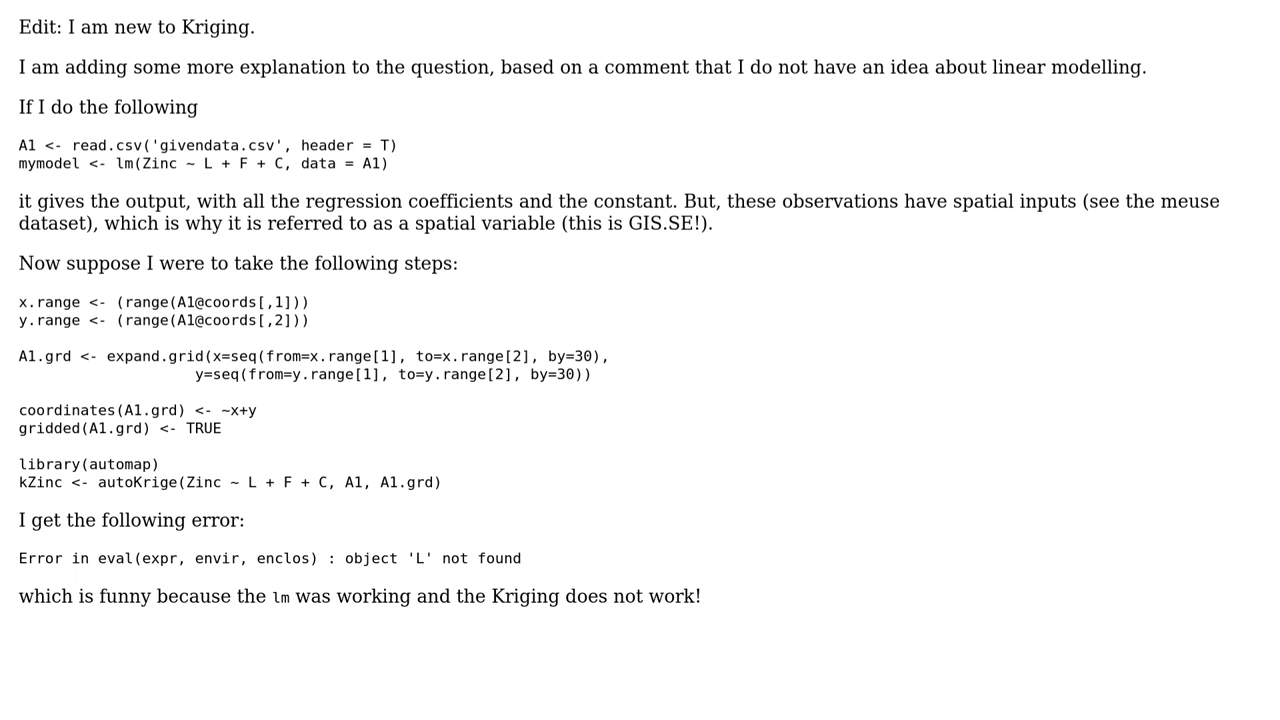 Edit: I am new to Kriging.
I am adding some more explanation to the question, based on a comment that I do not have an idea about linear modelling.
If I do the following
A1 <- read.csv('givendata.csv', header = T)
mymodel <- lm(Zinc ~ L + F + C, data = A1)
it gives the output, with all the regression coefficients and the constant. But, these observations have spatial inputs (see the meuse
dataset), which is why it is referred to as a spatial variable (this is GIS.SE!).
Now suppose I were to take the following steps:
x.range <- (range(A1@coords[,1]))
y.range <- (range(A1@coords[,2]))
A1.grd <- expand.grid(x=seq(from=x.range[1], to=x.range[2], by=30),
y=seq(from=y.range[1], to=y.range[2], by=30))
coordinates(A1.grd) <- ~x+y
gridded(A1.grd) <- TRUE
library(automap)
kZinc <- autoKrige(Zinc ~ L + F + C, A1, A1.grd)
I get the following error:
Error in eval(expr, envir, enclos) : object 'L' not found
which is funny because the lm was working and the Kriging does not work!